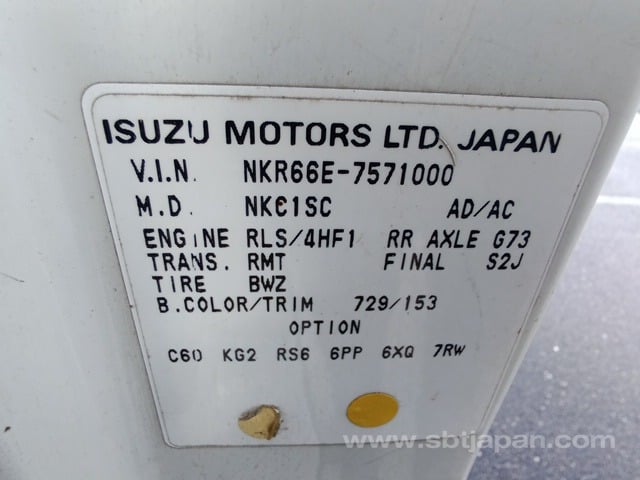 ISUZU MOTORS LTD. JAPAN
V.I.N. NKR66E-7571000
M.D. NKC1SC AD/AC
ENGINE RLS/4HF1 RR AXLE G73
TRANS. RMT FINAL S2J
TIRE BWZ
B.COLOR/TRIM 729/153
OPTION
C60 KG2 RS6 6PP 6XQ 7RW
www.sbtjapan.com